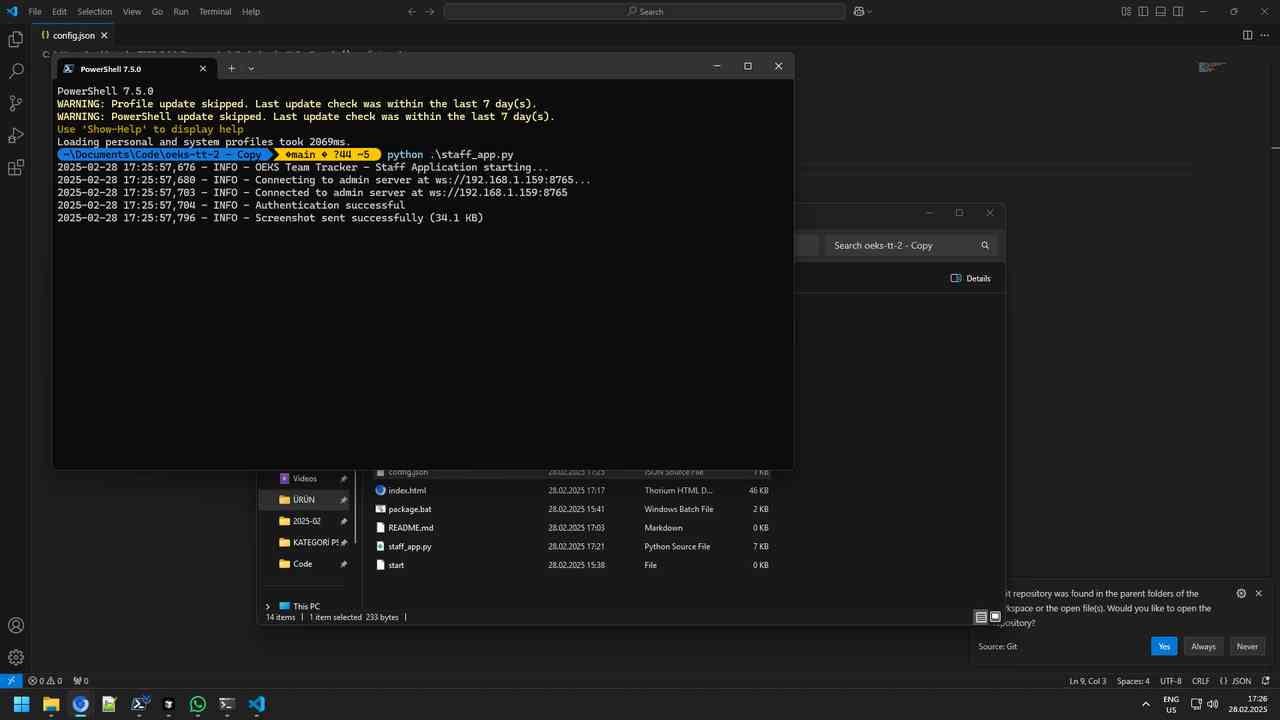 File Edit Selection View Go Run Terminal Help
Search
{} config.json
PowerShell 7.5.0
PowerShell 7.5.0
WARNING: Profile update skipped. Last update check was within the last 7 day(s).
WARNING: PowerShell update skipped. Last update check was within the last 7 day(s).
Use 'Show-Help' to display help
Loading personal and system profiles took 2069ms.
~\Documents\Code\oeks-tt-2 - Copy �main � ?44 ~5 python .\staff_app.py
2025-02-28 17:25:57,676 - INFO - OEKS Team Tracker - Staff Application starting...
2025-02-28 17:25:57,680 - INFO - Connecting to admin server at ws://192.168.1.159:8765...
2025-02-28 17:25:57,703 - INFO - Connected to admin server at ws://192.168.1.159:8765
2025-02-28 17:25:57,704 - INFO - Authentication successful
2025-02-28 17:25:57,796 - INFO - Screenshot sent successfully (34.1 KB)
Search oeks-tt-2 - Copy
Details
config.json 28.02.2025 17:25 JSON Source File 1 KB
Videos
index.html 28.02.2025 17:17 Thorium HTML D... 46 KB
ÜRÜN
package.bat 28.02.2025 15:41 Windows Batch File 2 KB
2025-02
README.md 28.02.2025 17:03 Markdown 0 KB
KATEGORİ
staff_app.py 28.02.2025 17:21 Python Source File 7 KB
Code
start 28.02.2025 15:38 File 0 KB
This PC
14 items 1 item selected 233 bytes
repository was found in the parent folders of the
or the open file(s). Would you like to open the
Source: Git
Yes Always Never
0 0 0
Ln 9, Col 3 Spaces: 4 UTF-8 CRLF {} JSON
ENG
US
17:26
28.02.2025